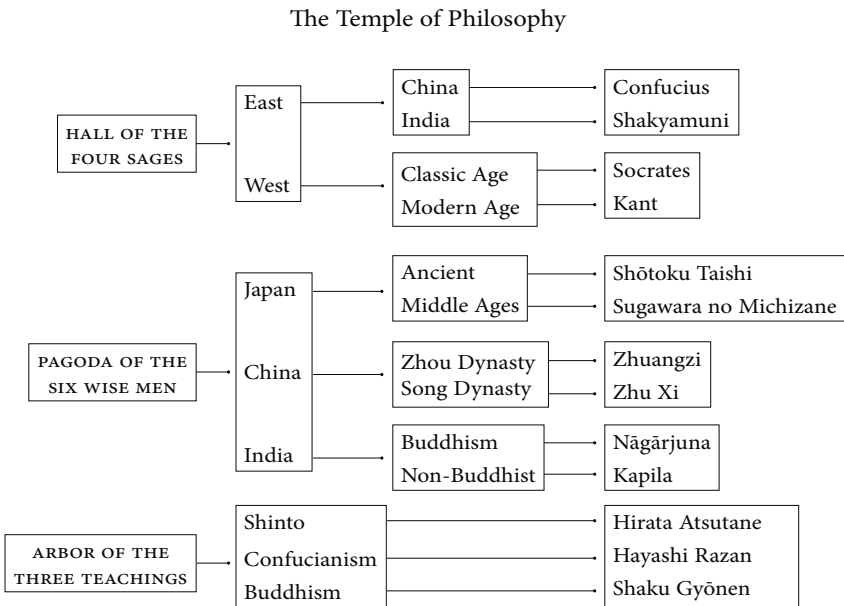 The Temple of Philosophy
HALL OF THE
FOUR SAGES
East
West
China
India
Confucius
Shakyamuni
Classic Age
Modern Age
Socrates
Kant
PAGODA OF THE
SIX WISE MEN
Japan
China
India
Ancient
Middle Ages
Shōtoku Taishi
Sugawara no Michizane
Zhou Dynasty
Song Dynasty
Zhuangzi
Zhu Xi
Buddhism
Non-Buddhist
Nāgārjuna
Kapila
ARBOR OF THE
THREE TEACHINGS
Shinto
Confucianism
Buddhism
Hirata Atsutane
Hayashi Razan
Shaku Gyōnen